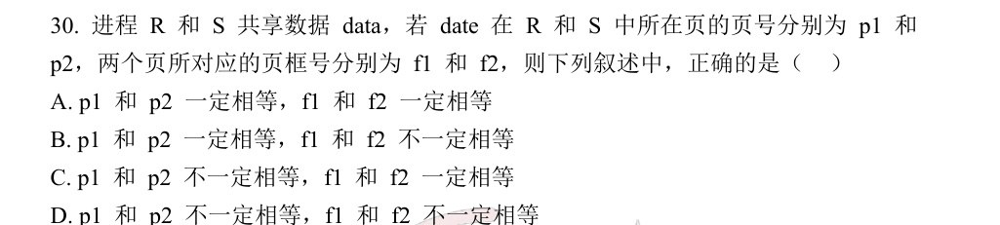 30. 进程 R 和 S 共享数据 data，若 date 在 R 和 S 中所在页的页号分别为 p1 和
p2，两个页所对应的页框号分别为 f1 和 f2，则下列叙述中，正确的是（ ）
A. p1 和 p2 一定相等，f1 和 f2 一定相等
B. p1 和 p2 一定相等，f1 和 f2 不一定相等
C. p1 和 p2 不一定相等，f1 和 f2 一定相等
D. p1 和 p2 不一定相等，f1 和 f2 不一定相等